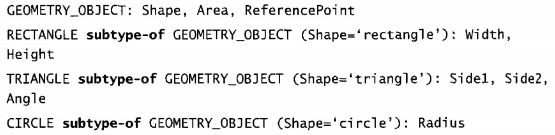 GEOMETRY_OBJECT: Shape, Area, ReferencePoint
RECTANGLE subtype-of GEOMETRY_OBJECT (Shape=‘rectangle’): Width,
Height
TRIANGLE subtype-of GEOMETRY_OBJECT (Shape=‘triangle’): Side1, Side2,
Angle
CIRCLE subtype-of GEOMETRY_OBJECT (Shape=‘circle’): Radius